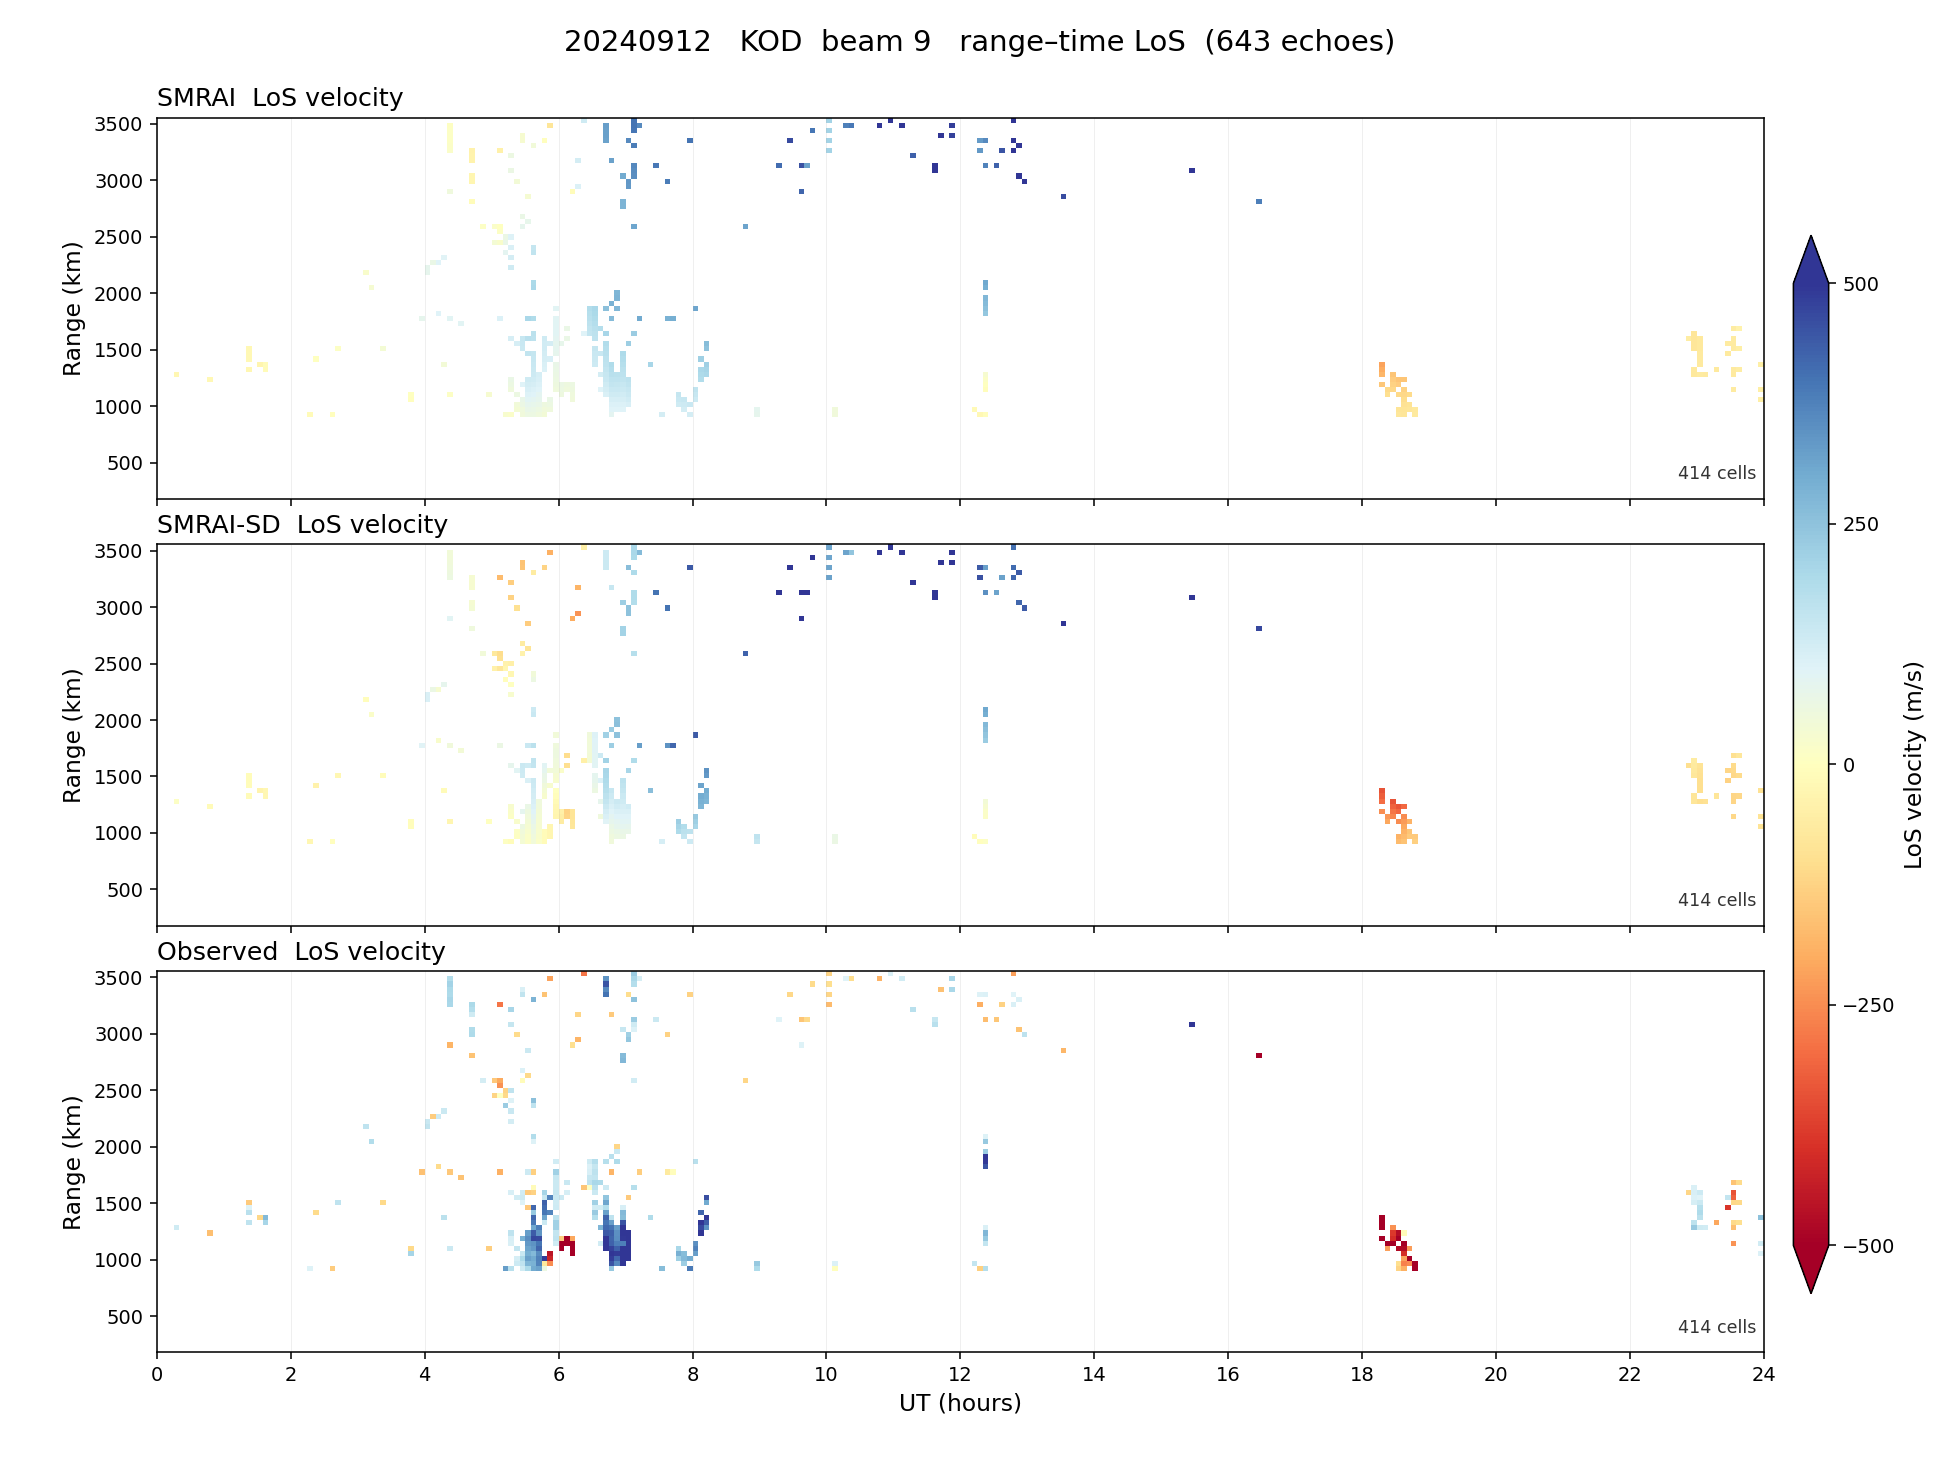 20240912   KOD  beam 9   range–time LoS  (643 echoes)
SMRAI  LoS velocity
3500
3000
2500
2000
1500
1000
500
Range (km)
414 cells
SMRAI-SD  LoS velocity
3500
3000
2500
2000
1500
1000
500
Range (km)
414 cells
Observed  LoS velocity
3500
3000
2500
2000
1500
1000
500
Range (km)
414 cells
0 2 4 6 8 10 12 14 16 18 20 22 24
UT (hours)
500
250
0
−250
−500
LoS velocity (m/s)